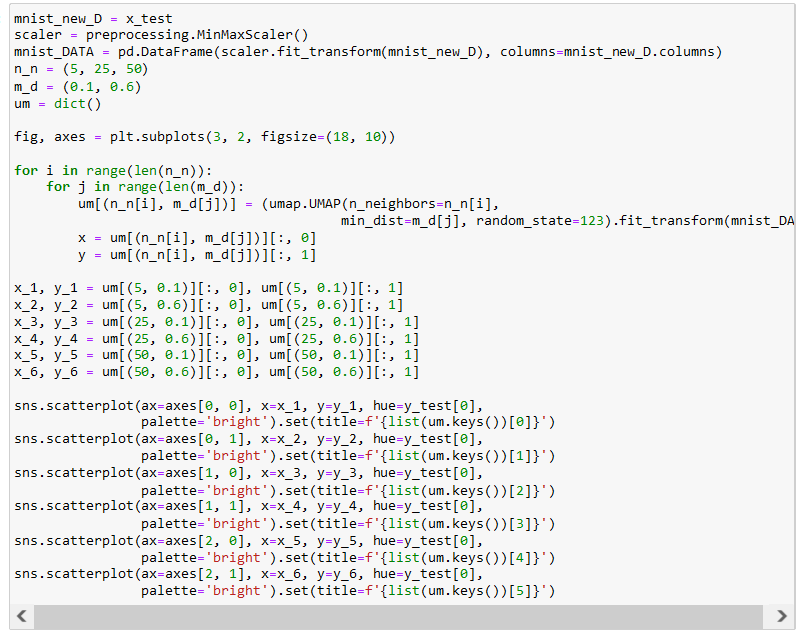 mnist_new_D = x_test
scaler = preprocessing.MinMaxScaler()
mnist_DATA = pd.DataFrame(scaler.fit_transform(mnist_new_D), columns=mnist_new_D.columns)
n_n = (5, 25, 50)
m_d = (0.1, 0.6)
um = dict()

fig, axes = plt.subplots(3, 2, figsize=(18, 10))

for i in range(len(n_n)):
    for j in range(len(m_d)):
        um[(n_n[i], m_d[j])] = (umap.UMAP(n_neighbors=n_n[i],
                                         min_dist=m_d[j], random_state=123).fit_transform(mnist_DA
        x = um[(n_n[i], m_d[j])][:, 0]
        y = um[(n_n[i], m_d[j])][:, 1]

x_1, y_1 = um[(5, 0.1)][:, 0], um[(5, 0.1)][:, 1]
x_2, y_2 = um[(5, 0.6)][:, 0], um[(5, 0.6)][:, 1]
x_3, y_3 = um[(25, 0.1)][:, 0], um[(25, 0.1)][:, 1]
x_4, y_4 = um[(25, 0.6)][:, 0], um[(25, 0.6)][:, 1]
x_5, y_5 = um[(50, 0.1)][:, 0], um[(50, 0.1)][:, 1]
x_6, y_6 = um[(50, 0.6)][:, 0], um[(50, 0.6)][:, 1]

sns.scatterplot(ax=axes[0, 0], x=x_1, y=y_1, hue=y_test[0],
                palette='bright').set(title=f'{list(um.keys())[0]}')
sns.scatterplot(ax=axes[0, 1], x=x_2, y=y_2, hue=y_test[0],
                palette='bright').set(title=f'{list(um.keys())[1]}')
sns.scatterplot(ax=axes[1, 0], x=x_3, y=y_3, hue=y_test[0],
                palette='bright').set(title=f'{list(um.keys())[2]}')
sns.scatterplot(ax=axes[1, 1], x=x_4, y=y_4, hue=y_test[0],
                palette='bright').set(title=f'{list(um.keys())[3]}')
sns.scatterplot(ax=axes[2, 0], x=x_5, y=y_5, hue=y_test[0],
                palette='bright').set(title=f'{list(um.keys())[4]}')
sns.scatterplot(ax=axes[2, 1], x=x_6, y=y_6, hue=y_test[0],
                palette='bright').set(title=f'{list(um.keys())[5]}')